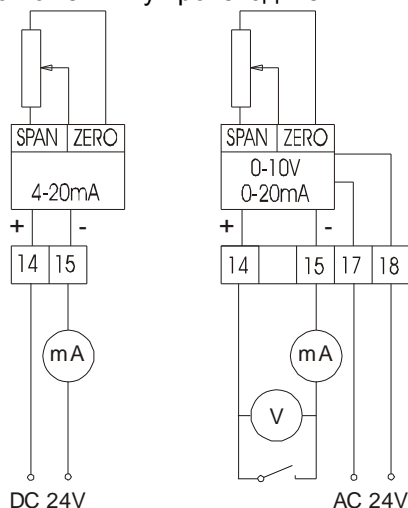 SPAN ZERO
4-20mA
+ -
14 15
mA
DC 24V
SPAN ZERO
0-10V
0-20mA
+ -
14 15 17 18
mA
V
AC 24V